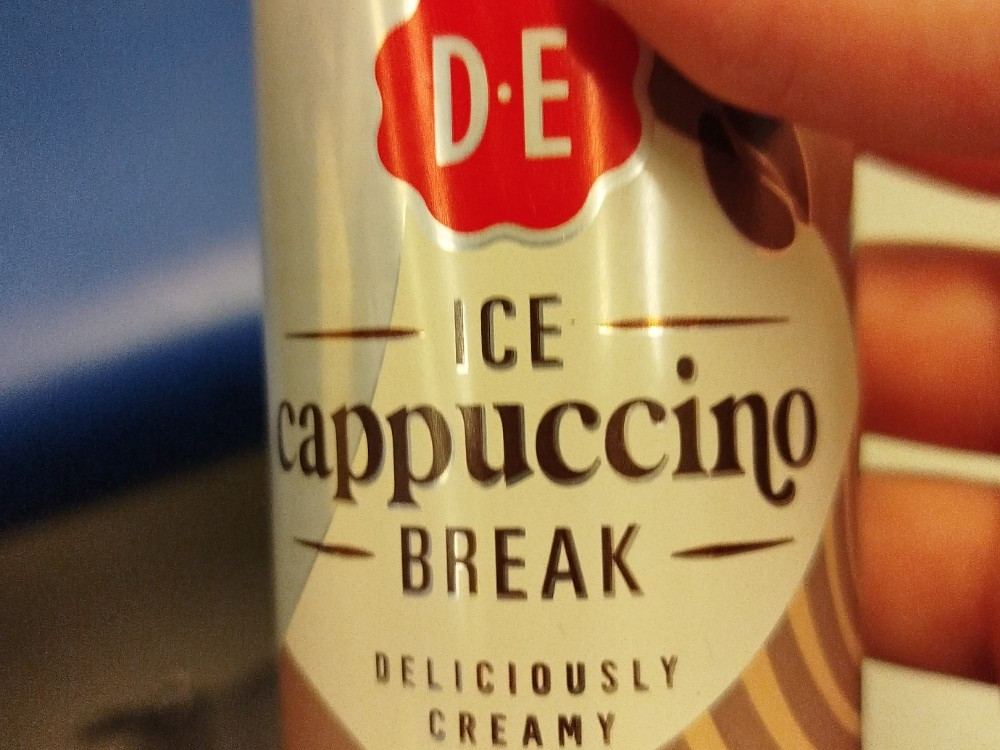 D·E
ICE
cappuccino
BREAK
DELICIOUSLY
CREAMY